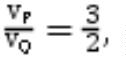 v_P/v_Q = 3/2,